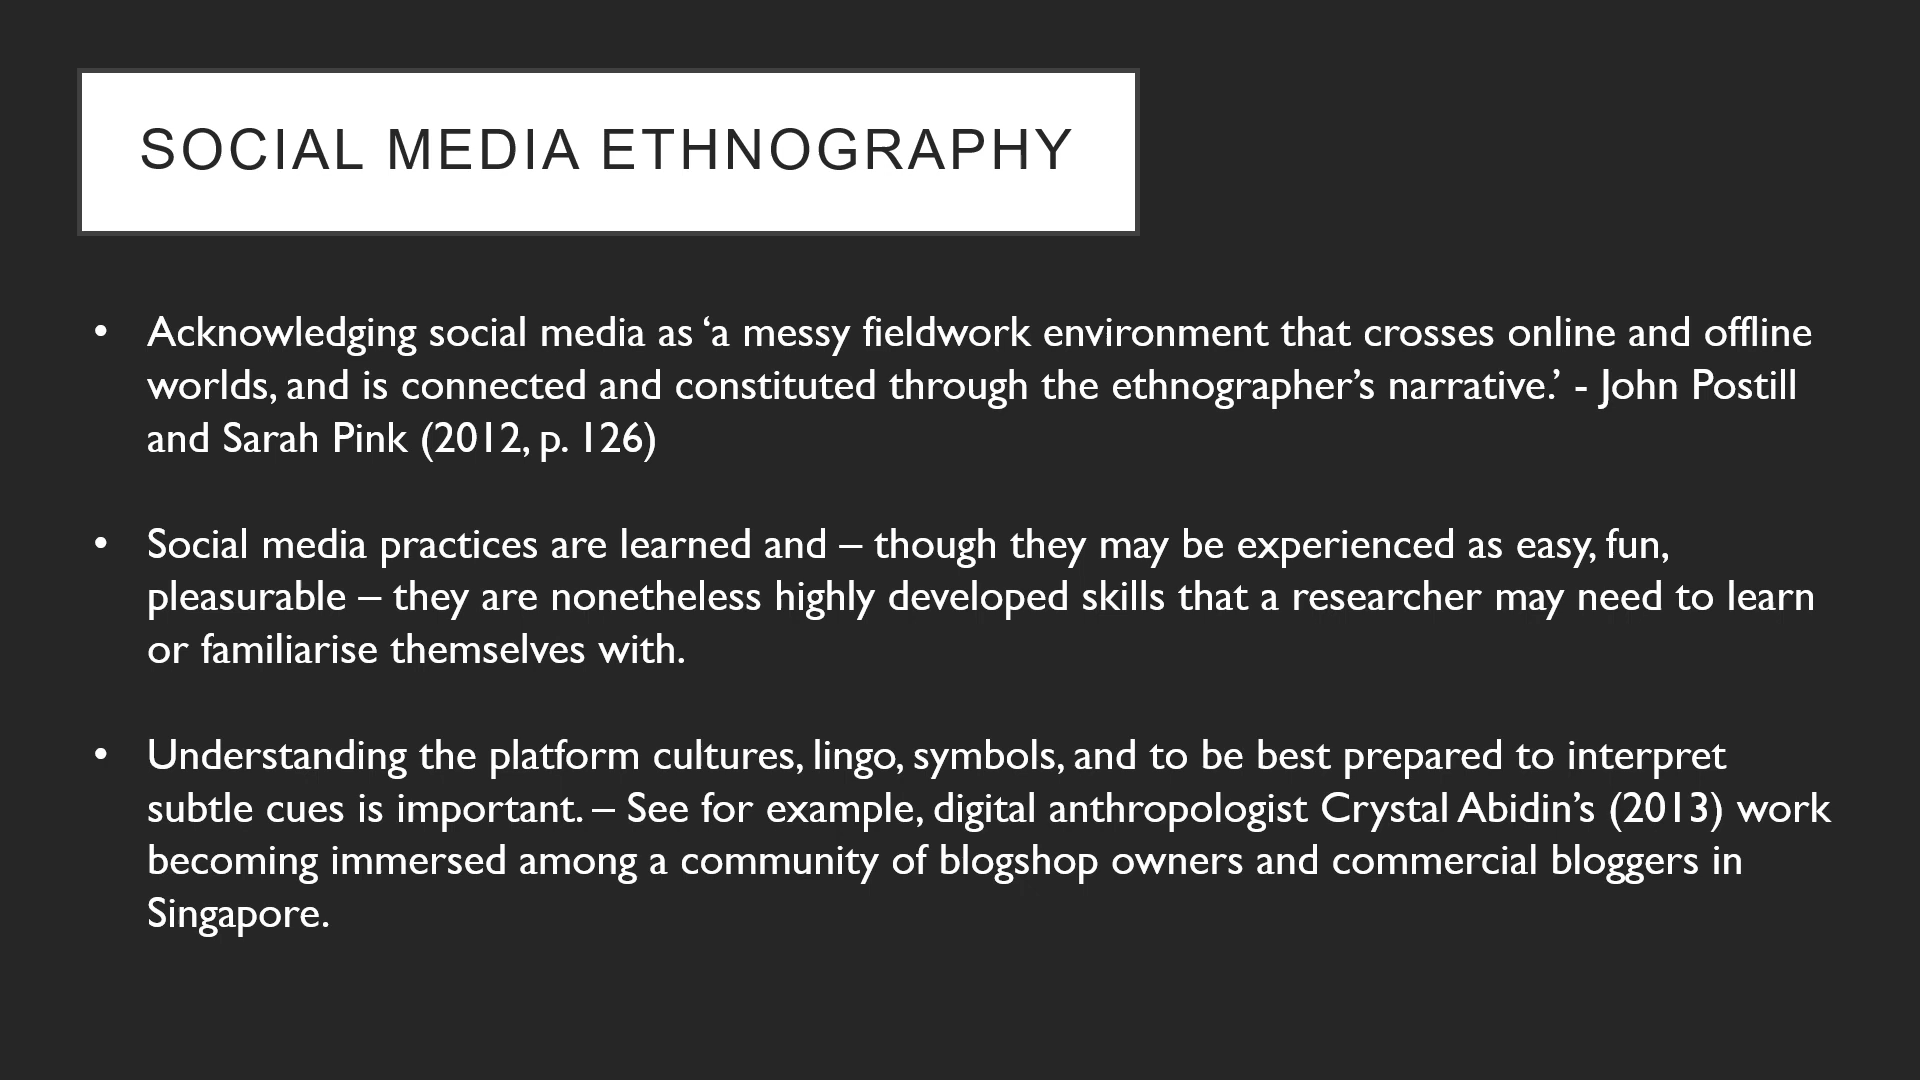 SOCIAL MEDIA ETHNOGRAPHY
• Acknowledging social media as ‘a messy fieldwork environment that crosses online and offline
worlds, and is connected and constituted through the ethnographer’s narrative.’ - John Postill
and Sarah Pink (2012, p. 126)
• Social media practices are learned and – though they may be experienced as easy, fun,
pleasurable – they are nonetheless highly developed skills that a researcher may need to learn
or familiarise themselves with.
• Understanding the platform cultures, lingo, symbols, and to be best prepared to interpret
subtle cues is important. – See for example, digital anthropologist Crystal Abidin’s (2013) work
becoming immersed among a community of blogshop owners and commercial bloggers in
Singapore.